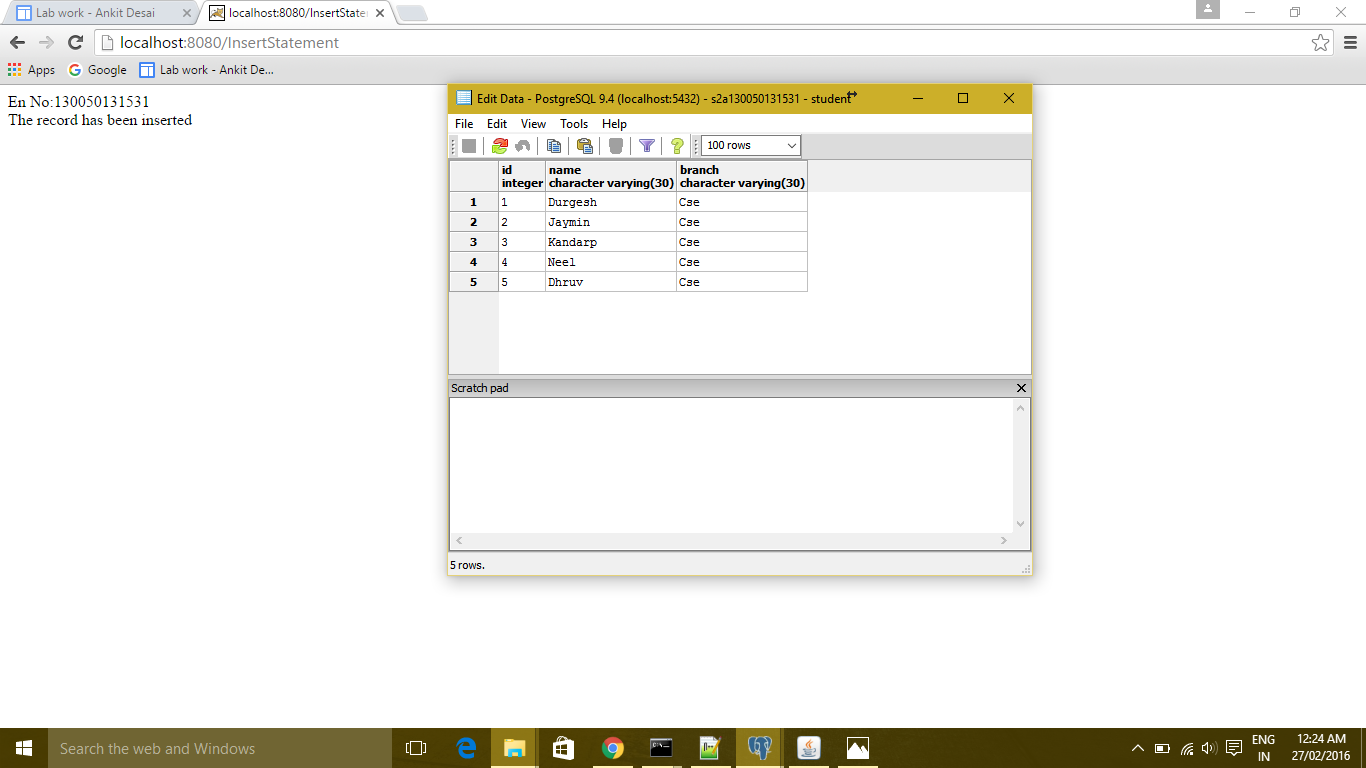 Lab work - Ankit Desai
localhost:8080/InsertState
localhost:8080/InsertStatement
Apps Google Lab work - Ankit De...
En No:130050131531
The record has been inserted
Edit Data - PostgreSQL 9.4 (localhost:5432) - s2a130050131531 - student
File Edit View Tools Help
100 rows
id name branch
integer character varying(30) character varying(30)
1 1 Durgesh Cse
2 2 Jaymin Cse
3 3 Kandarp Cse
4 4 Neel Cse
5 5 Dhruv Cse
Scratch pad
5 rows.
Search the web and Windows
ENG 12:24 AM
IN 27/02/2016